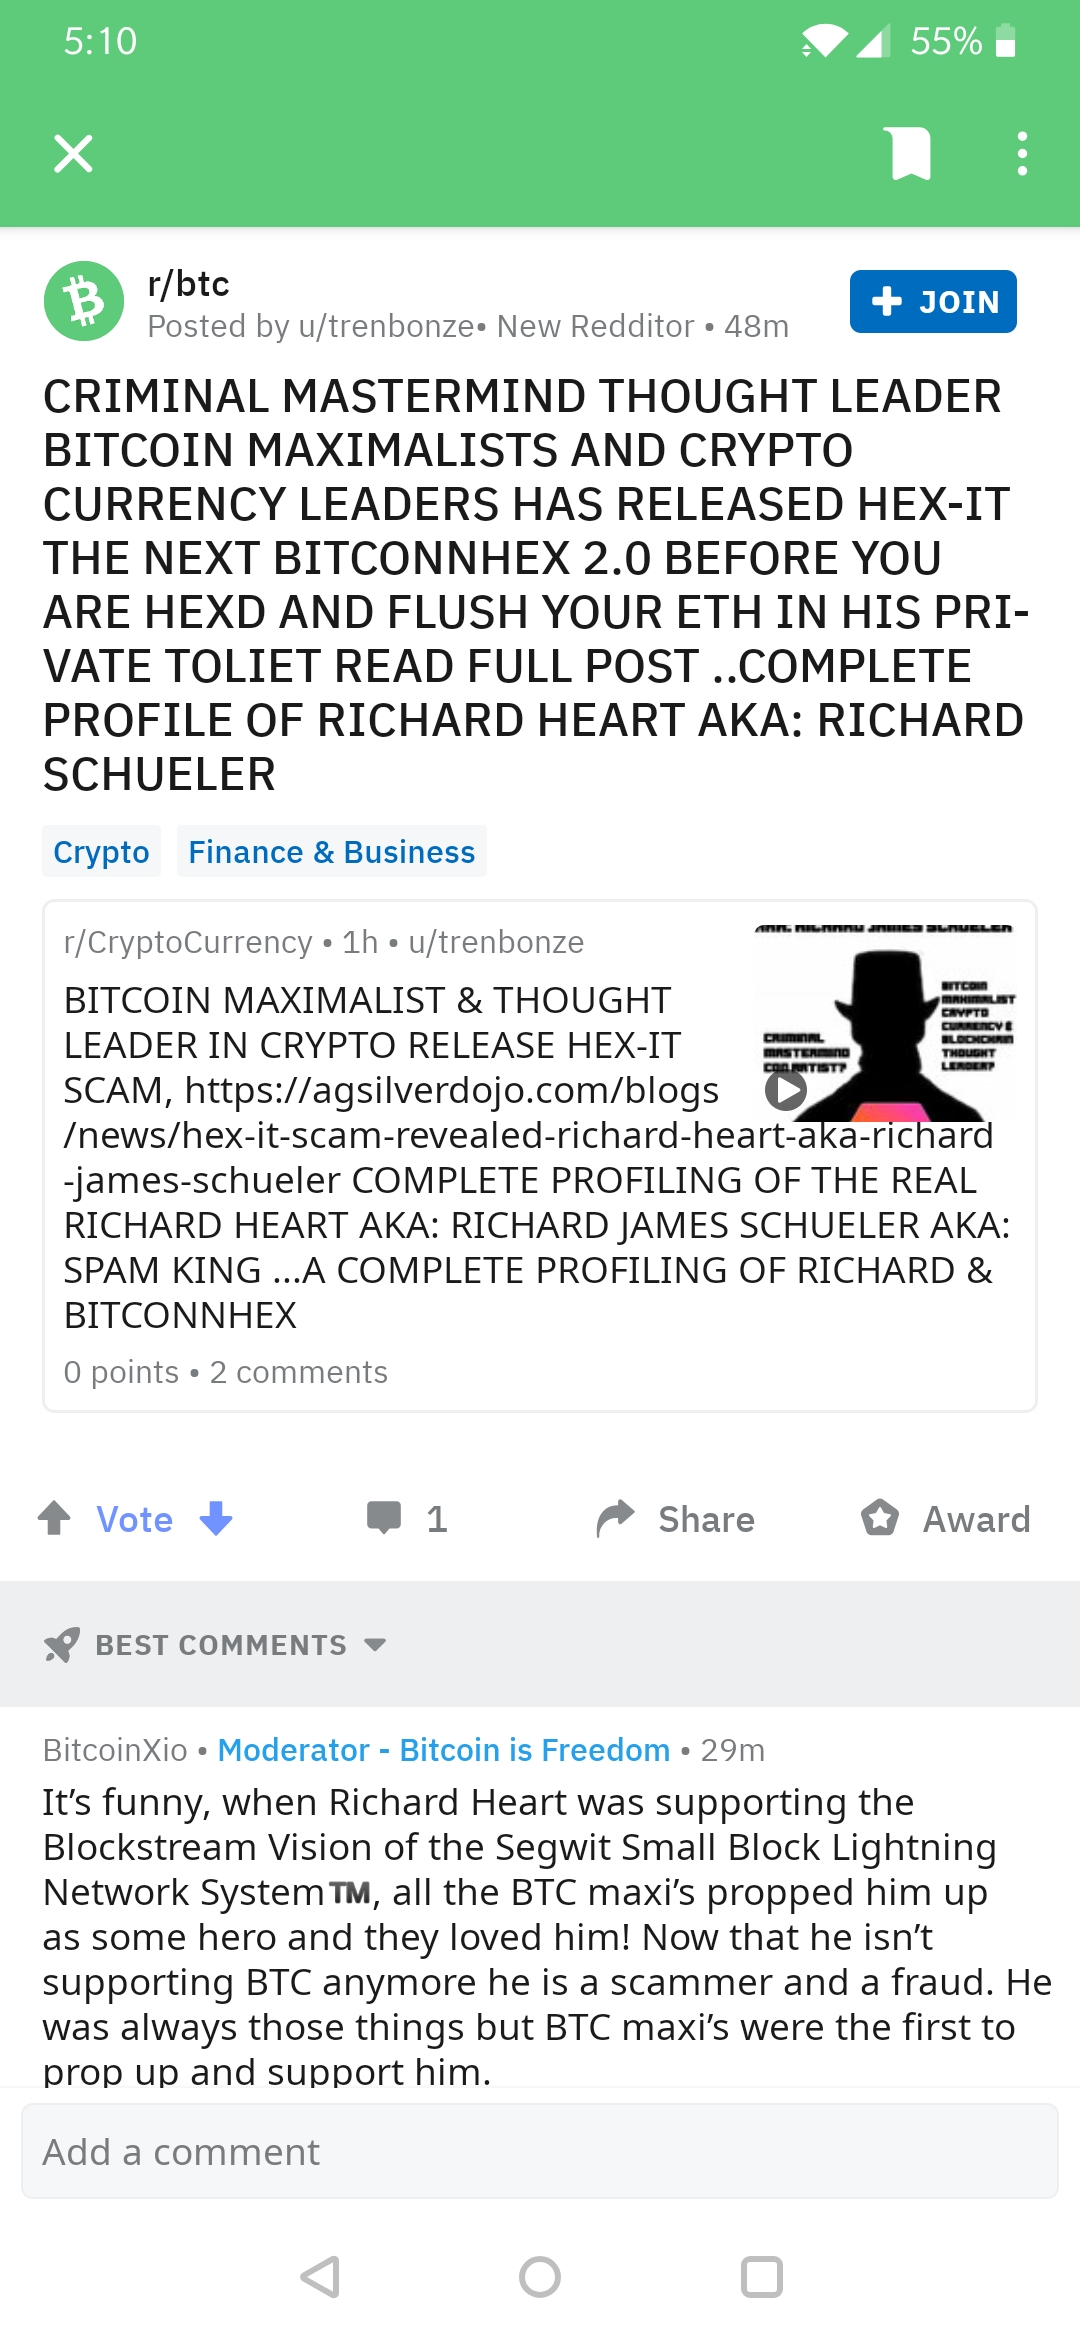 5:10
55%
r/btc
JOIN
Posted by u/trenbonze• New Redditor • 48m
CRIMINAL MASTERMIND THOUGHT LEADER
BITCOIN MAXIMALISTS AND CRYPTO
CURRENCY LEADERS HAS RELEASED HEX-IT
THE NEXT BITCONNHEX 2.0 BEFORE YOU
ARE HEXD AND FLUSH YOUR ETH IN HIS PRI-
VATE TOLIET READ FULL POST ..COMPLETE
PROFILE OF RICHARD HEART AKA: RICHARD
SCHUELER
Crypto
Finance & Business
r/CryptoCurrency • 1h • u/trenbonze
BITCOIN MAXIMALIST & THOUGHT
LEADER IN CRYPTO RELEASE HEX-IT
SCAM, https://agsilverdojo.com/blogs
/news/hex-it-scam-revealed-richard-heart-aka-richard
-james-schueler COMPLETE PROFILING OF THE REAL
RICHARD HEART AKA: RICHARD JAMES SCHUELER AKA:
SPAM KING ...A COMPLETE PROFILING OF RICHARD &
BITCONNHEX
AKA: RICHARD JAMES SCHUELER
CRIMINAL
MASTERMIND
CON ARTIST?
BITCOIN
MAXIMALIST
CRYPTO
CURRENCY &
BLOCKCHAIN
THOUGHT
LEADER?
0 points • 2 comments
Vote
1
Share
Award
BEST COMMENTS
BitcoinXio • Moderator - Bitcoin is Freedom • 29m
It’s funny, when Richard Heart was supporting the
Blockstream Vision of the Segwit Small Block Lightning
Network System™️, all the BTC maxi’s propped him up
as some hero and they loved him! Now that he isn’t
supporting BTC anymore he is a scammer and a fraud. He
was always those things but BTC maxi’s were the first to
prop up and support him.
Add a comment